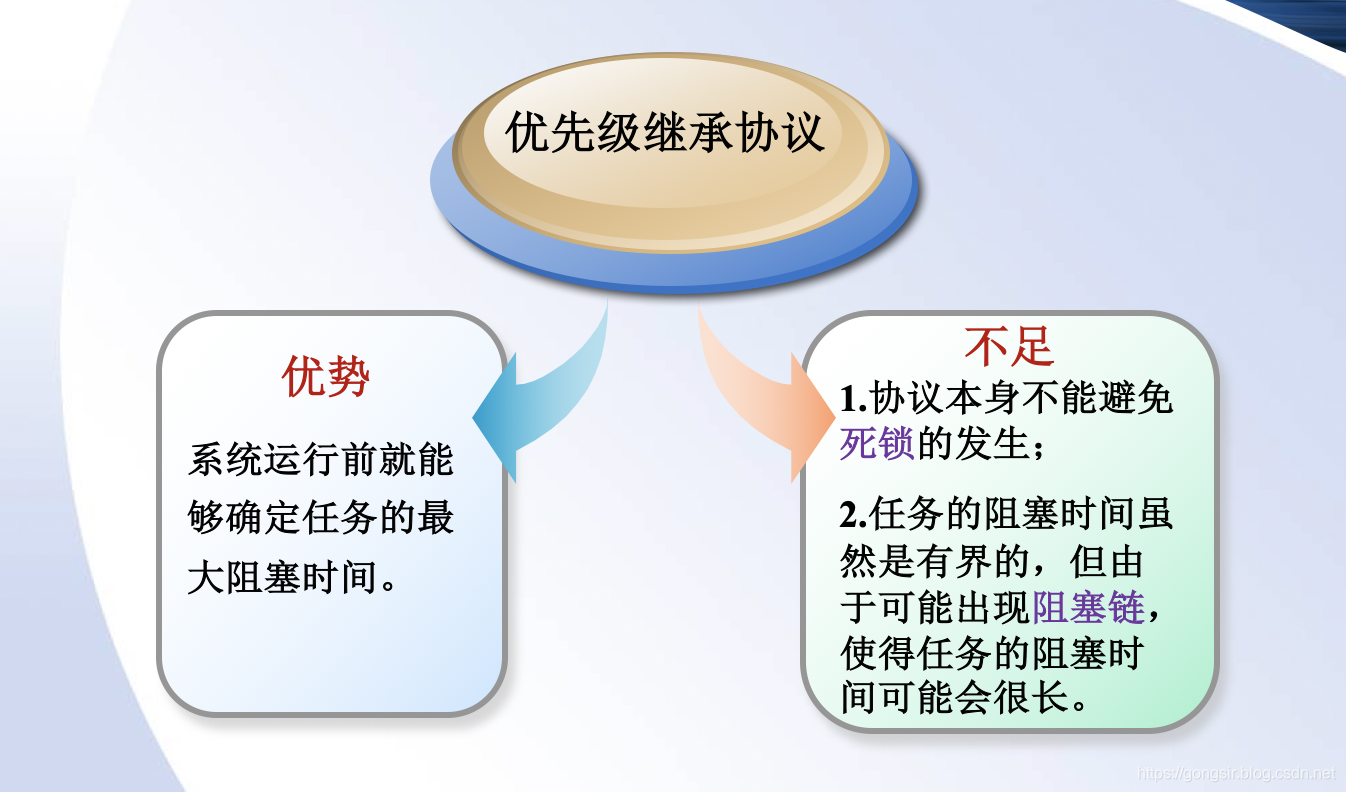 优先级继承协议
优势
系统运行前就能
够确定任务的最
大阻塞时间。
不足
1.协议本身不能避免
死锁的发生；
2.任务的阻塞时间虽
然是有界的，但由
于可能出现阻塞链，
使得任务的阻塞时
间可能会很长。
https://gongsir.blog.csdn.net